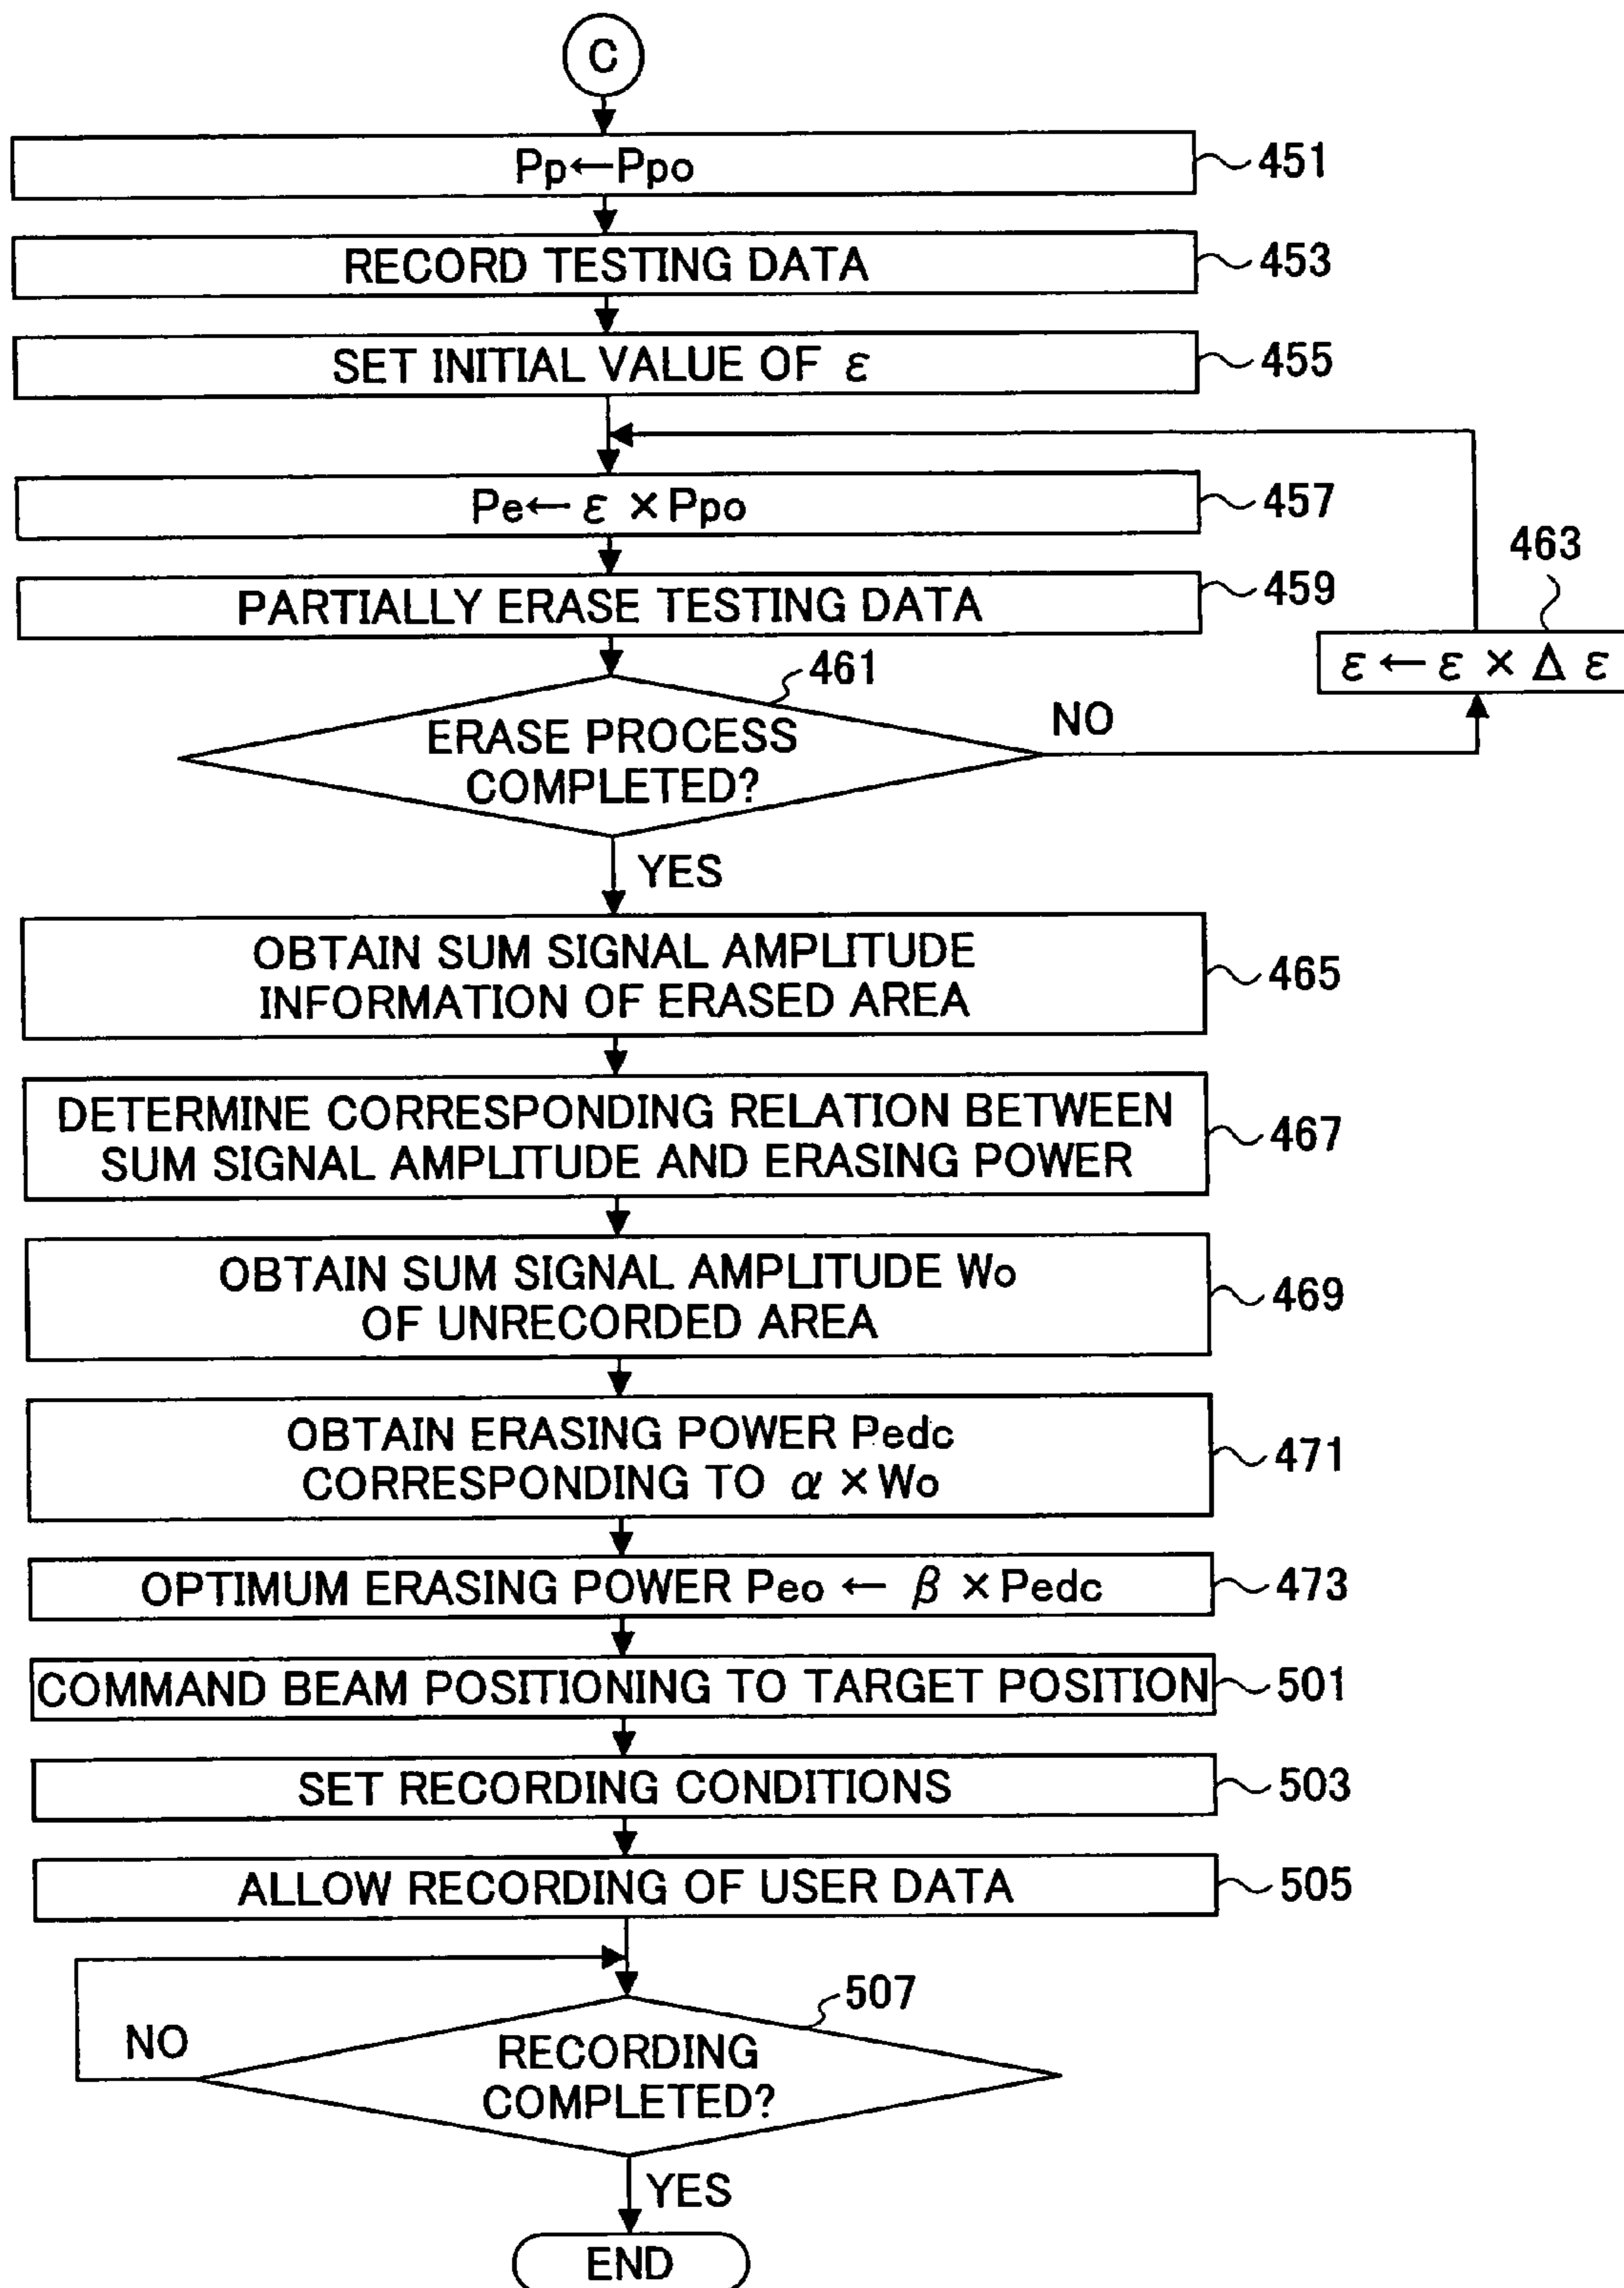 C
Pp←Ppo
451
RECORD TESTING DATA
453
SET INITIAL VALUE OF ε
455
Pe←ε×Ppo
457
463
PARTIALLY ERASE TESTING DATA
459
ε←ε×Δε
461
ERASE PROCESS
COMPLETED?
NO
YES
OBTAIN SUM SIGNAL AMPLITUDE
INFORMATION OF ERASED AREA
465
DETERMINE CORRESPONDING RELATION BETWEEN
SUM SIGNAL AMPLITUDE AND ERASING POWER
467
OBTAIN SUM SIGNAL AMPLITUDE Wo
OF UNRECORDED AREA
469
OBTAIN ERASING POWER Pedc
CORRESPONDING TO α×Wo
471
OPTIMUM ERASING POWER Peo ← β×Pedc
473
COMMAND BEAM POSITIONING TO TARGET POSITION
501
SET RECORDING CONDITIONS
503
ALLOW RECORDING OF USER DATA
505
507
NO
RECORDING
COMPLETED?
YES
END